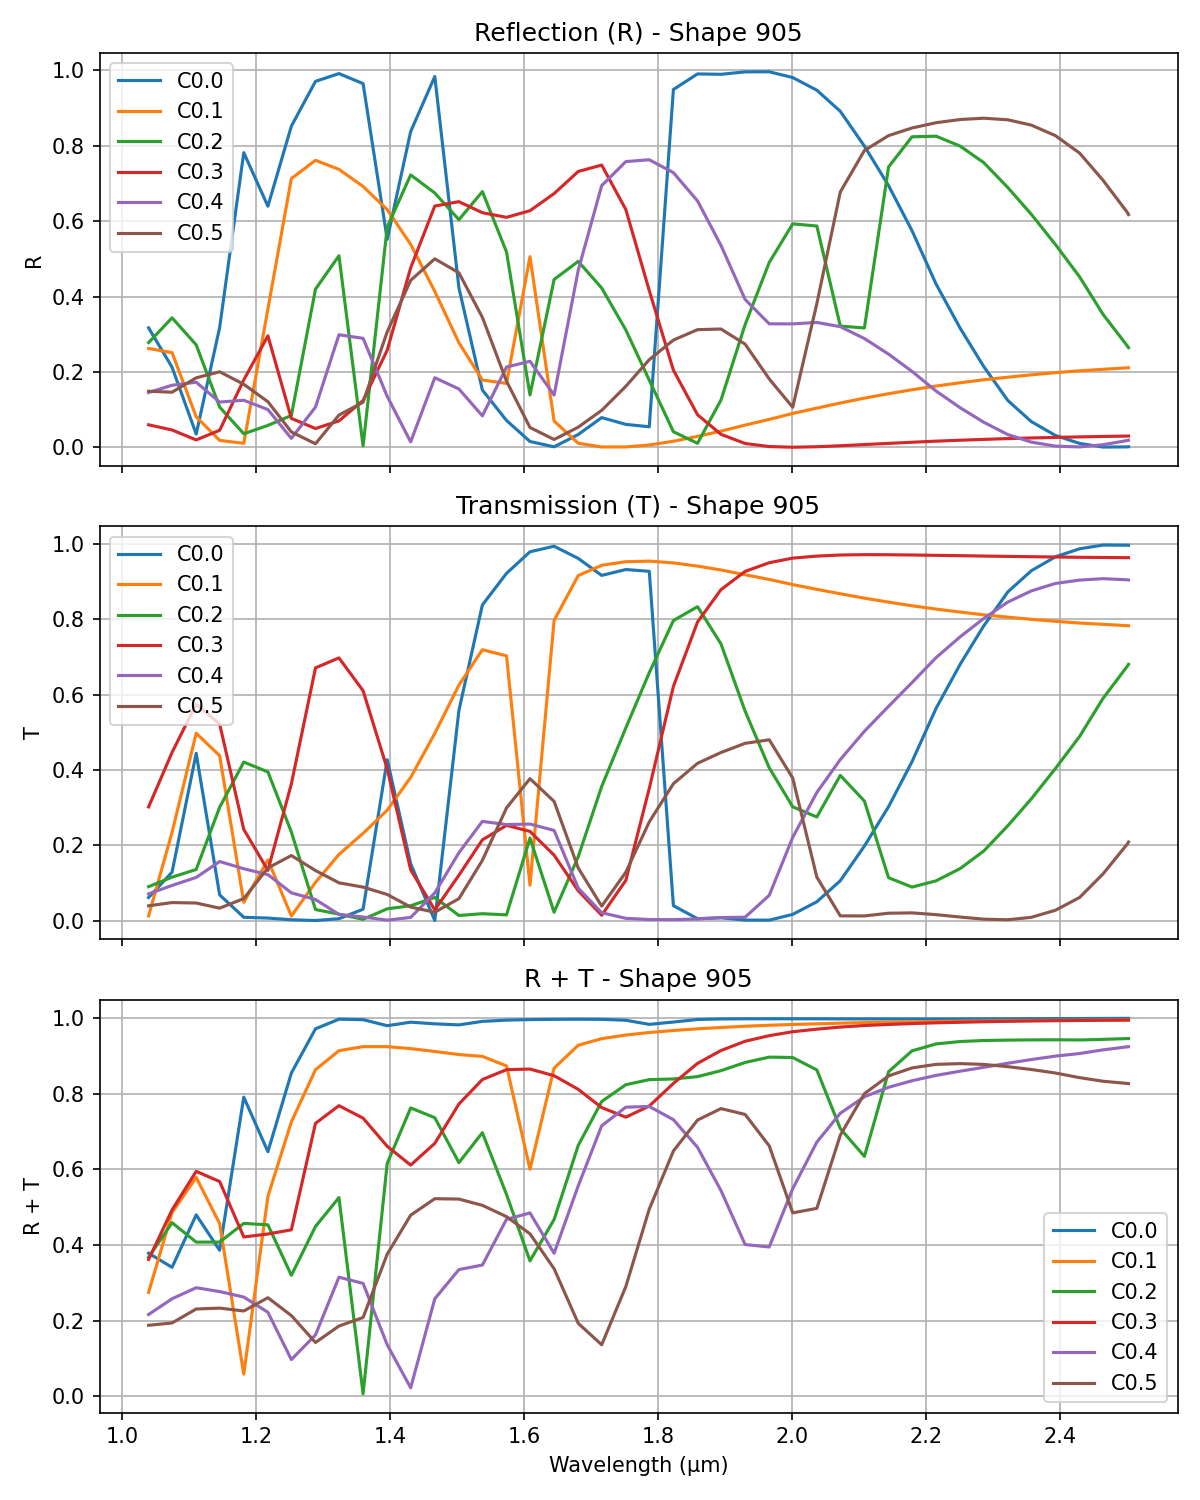 Reflection (R) - Shape 905
1.0
0.8
0.6
0.4
0.2
0.0
R
C0.0
C0.1
C0.2
C0.3
C0.4
C0.5
Transmission (T) - Shape 905
1.0
0.8
0.6
0.4
0.2
0.0
T
C0.0
C0.1
C0.2
C0.3
C0.4
C0.5
R + T - Shape 905
1.0
0.8
0.6
0.4
0.2
0.0
R + T
C0.0
C0.1
C0.2
C0.3
C0.4
C0.5
1.0 1.2 1.4 1.6 1.8 2.0 2.2 2.4
Wavelength (μm)